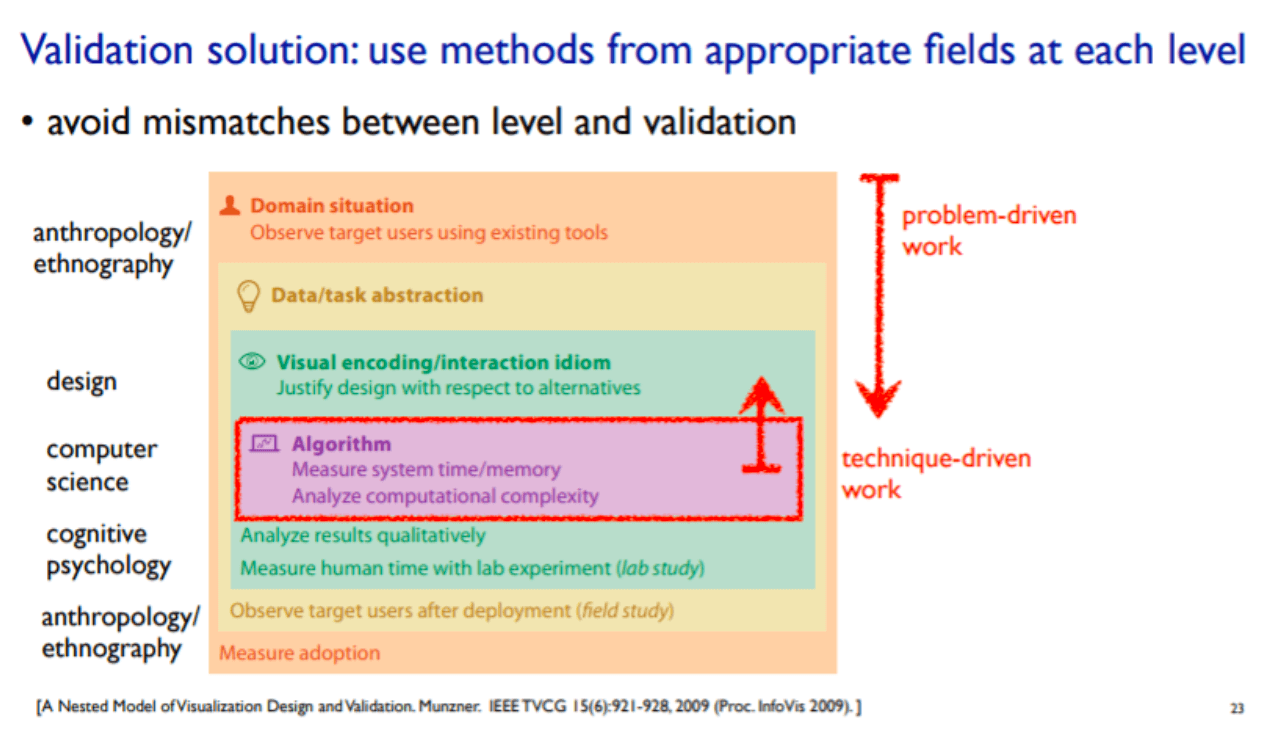 Validation solution: use methods from appropriate fields at each level
• avoid mismatches between level and validation
anthropology/
ethnography
Domain situation
Observe target users using existing tools
problem-driven
work
Data/task abstraction
design
Visual encoding/interaction idiom
Justify design with respect to alternatives
computer
science
Algorithm
Measure system time/memory
Analyze computational complexity
technique-driven
work
cognitive
psychology
Analyze results qualitatively
Measure human time with lab experiment (lab study)
anthropology/
ethnography
Observe target users after deployment (field study)
Measure adoption
[A Nested Model of Visualization Design and Validation. Munzner. IEEE TVCG 15(6):921-928, 2009 (Proc. InfoVis 2009). ]
23